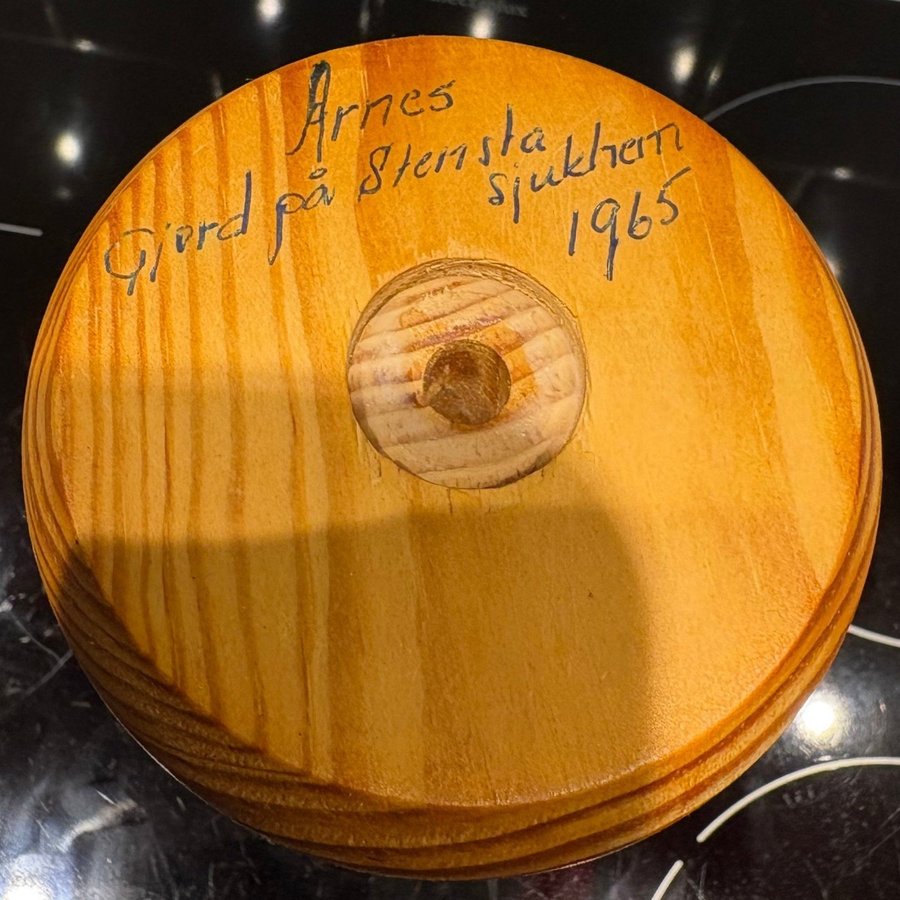 Arnes
Gjord på Stensta
sjukhem
1965